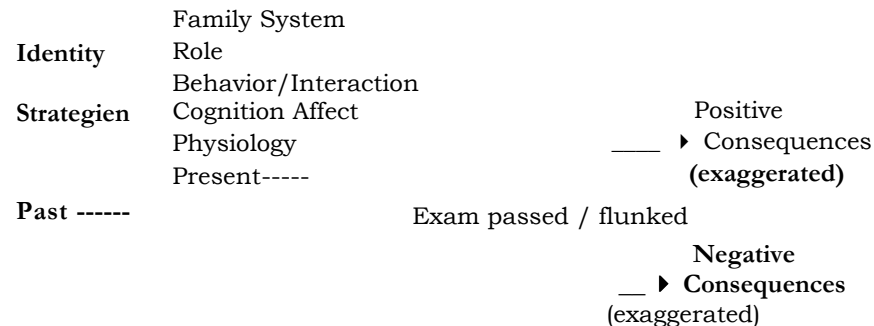 Family System
Identity Role
Behavior/Interaction
Strategien Cognition Affect Positive
Physiology ____ ▸ Consequences
Present----- (exaggerated)
Past ------ Exam passed / flunked
Negative
__ ▸ Consequences
(exaggerated)